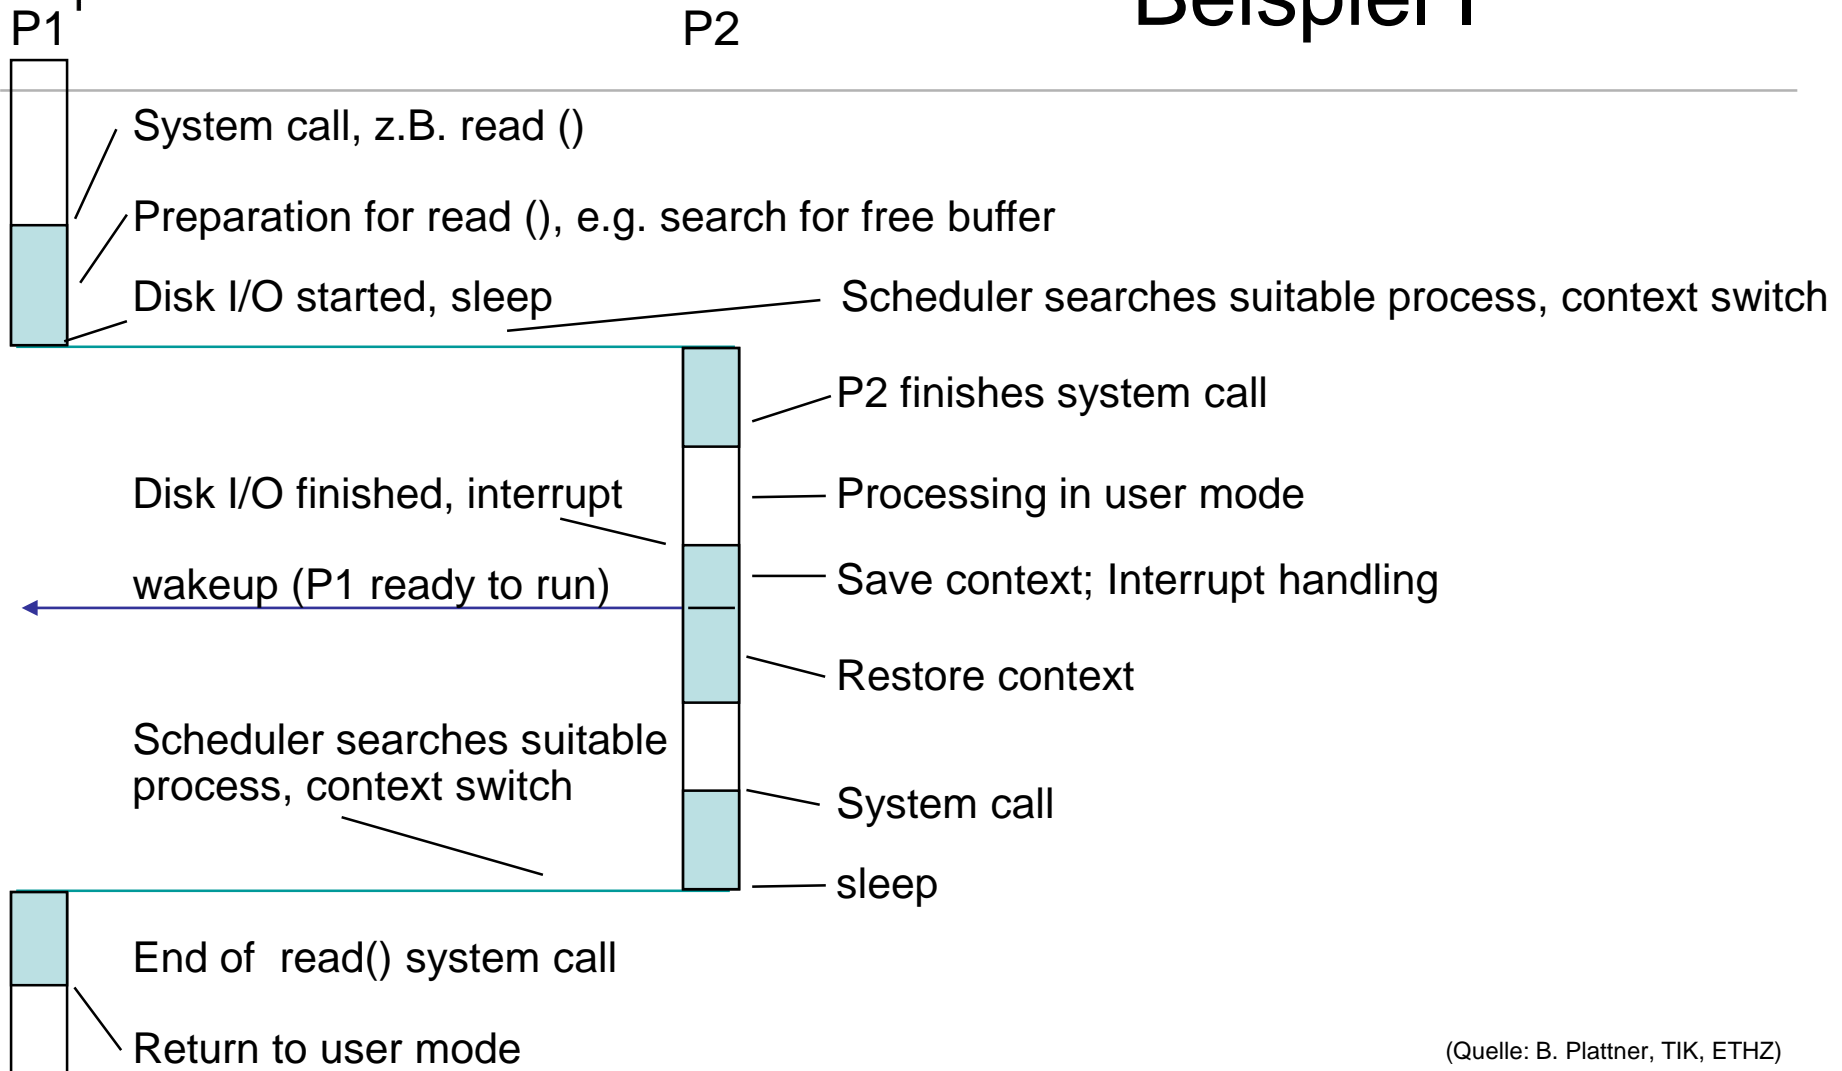 Beispiel I
P1
P2
System call, z.B. read ()
Preparation for read (), e.g. search for free buffer
Disk I/O started, sleep
Scheduler searches suitable process, context switch
P2 finishes system call
Disk I/O finished, interrupt
Processing in user mode
wakeup (P1 ready to run)
Save context; Interrupt handling
Restore context
Scheduler searches suitable
process, context switch
System call
sleep
End of  read() system call
Return to user mode
(Quelle: B. Plattner, TIK, ETHZ)